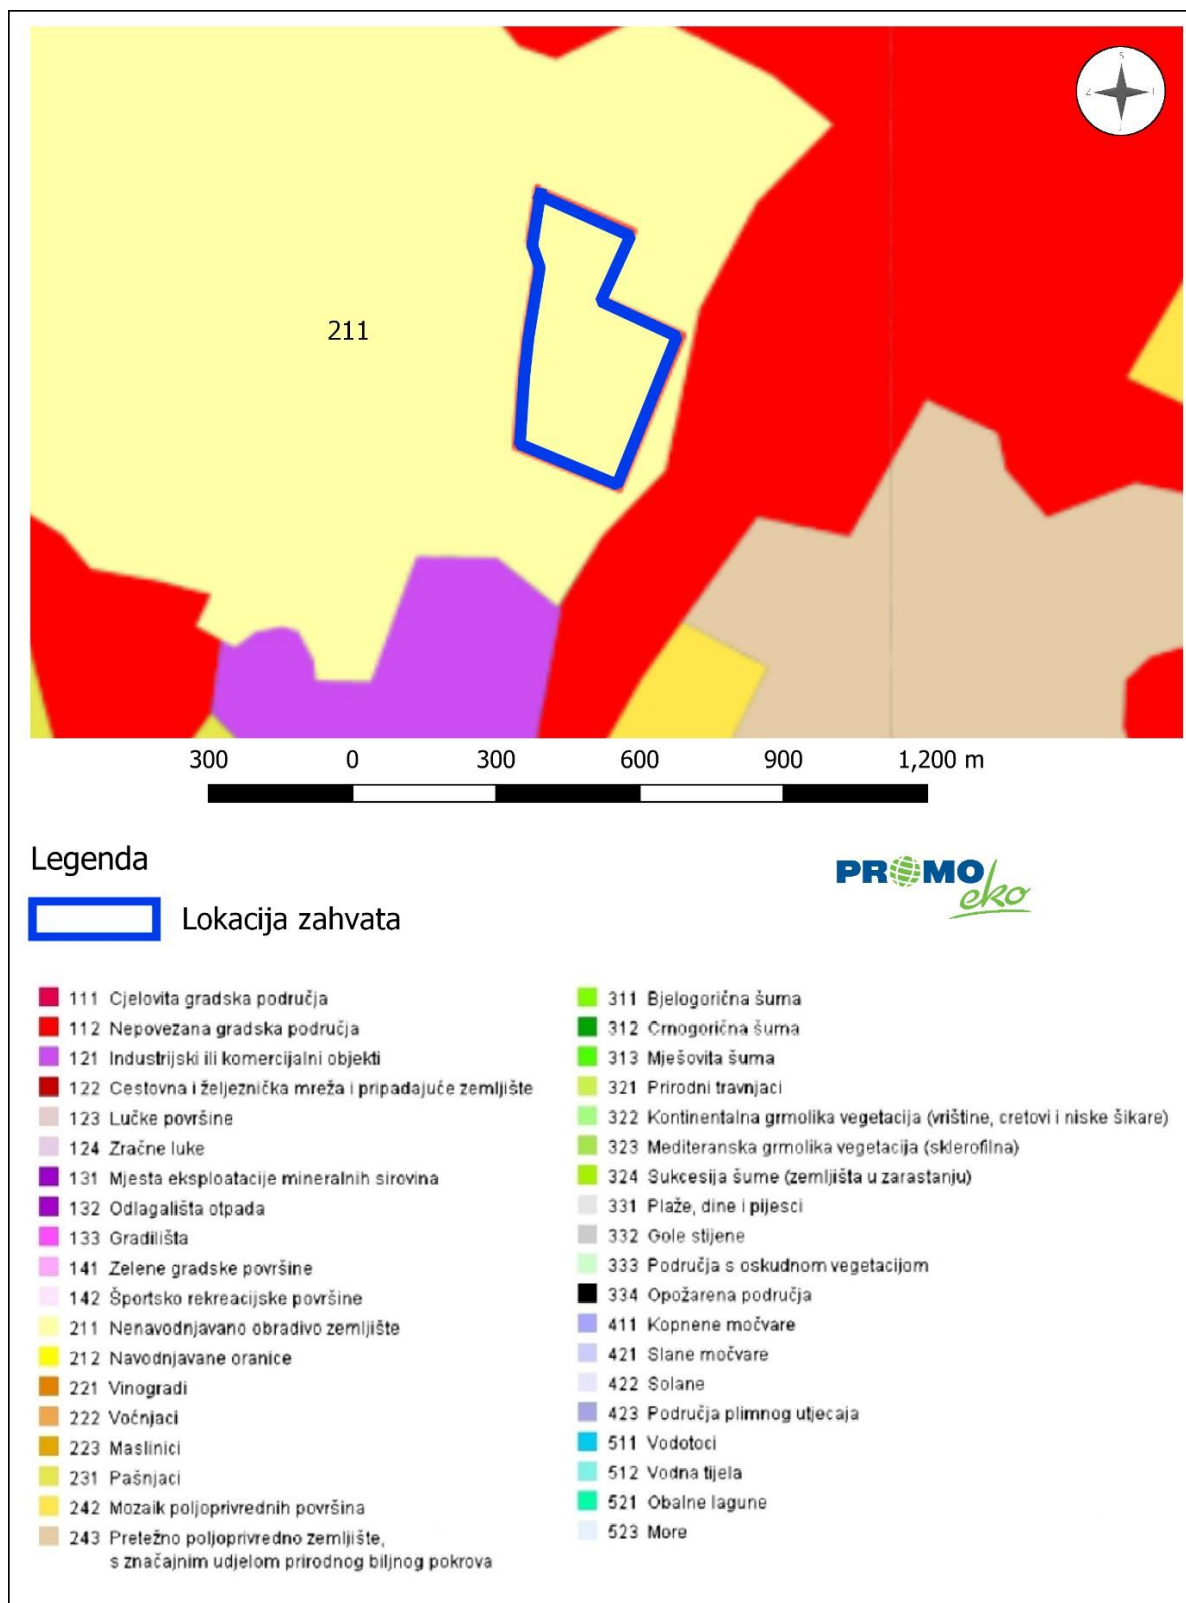 S
Z I
J
211
300 0 300 600 900 1,200 m
Legenda
PROMO
eko
Lokacija zahvata
111 Cjelovita gradska područja
112 Nepovezana gradska područja
121 Industrijski ili komercijalni objekti
122 Cestovna i željeznička mreža i pripadajuće zemljište
123 Lučke površine
124 Zračne luke
131 Mjesta eksploatacije mineralnih sirovina
132 Odlagališta otpada
133 Gradilišta
141 Zelene gradske površine
142 Športsko rekreacijske površine
211 Nenavodnjavano obradivo zemljište
212 Navodnjavane oranice
221 Vinogradi
222 Voćnjaci
223 Maslinici
231 Pašnjaci
242 Mozaik poljoprivrednih površina
243 Pretežno poljoprivredno zemljište,
s značajnim udjelom prirodnog biljnog pokrova
311 Bjelogorična šuma
312 Crnogorična šuma
313 Mješovita šuma
321 Prirodni travnjaci
322 Kontinentalna grmolika vegetacija (vrištine, cretovi i niske šikare)
323 Mediteranska grmolika vegetacija (sklerofilna)
324 Sukcesija šume (zemljišta u zarastanju)
331 Plaže, dine i pijesci
332 Gole stijene
333 Područja s oskudnom vegetacijom
334 Opožarena područja
411 Kopnene močvare
421 Slane močvare
422 Solane
423 Područja plimnog utjecaja
511 Vodotoci
512 Vodna tijela
521 Obalne lagune
523 More